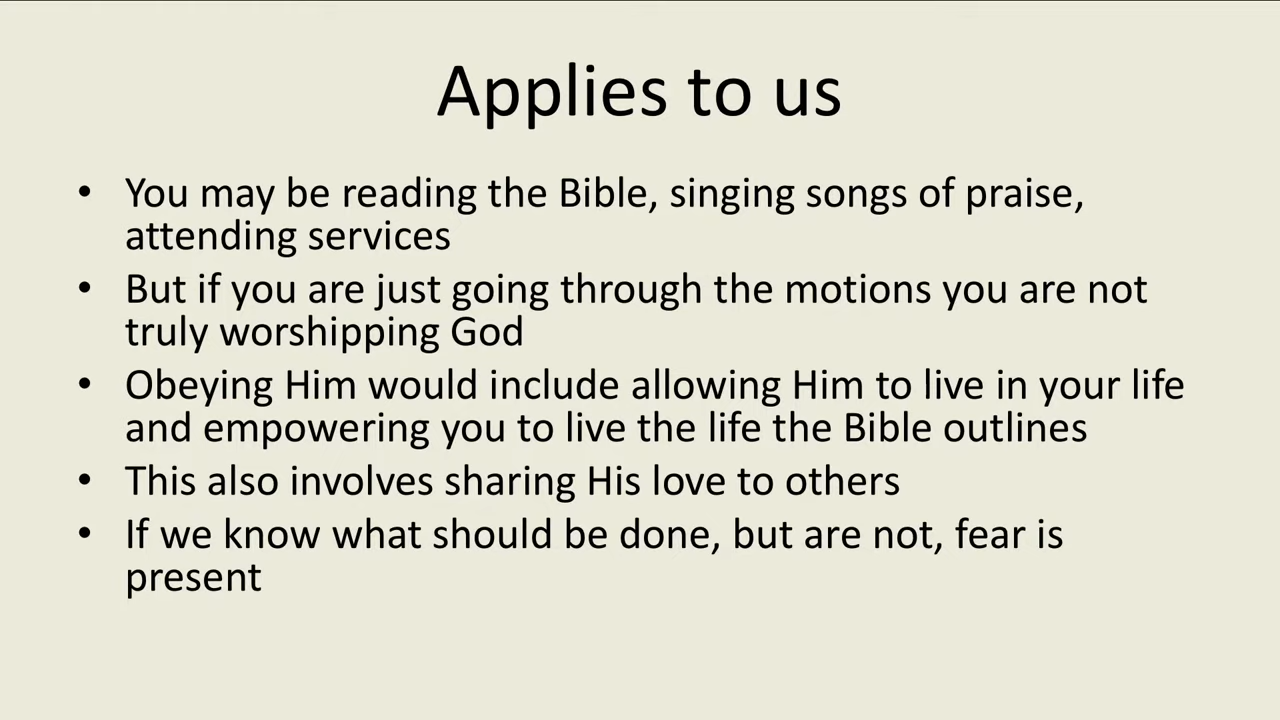 Applies to us
• You may be reading the Bible, singing songs of praise,
attending services
• But if you are just going through the motions you are not
truly worshipping God
• Obeying Him would include allowing Him to live in your life
and empowering you to live the life the Bible outlines
• This also involves sharing His love to others
• If we know what should be done, but are not, fear is
present